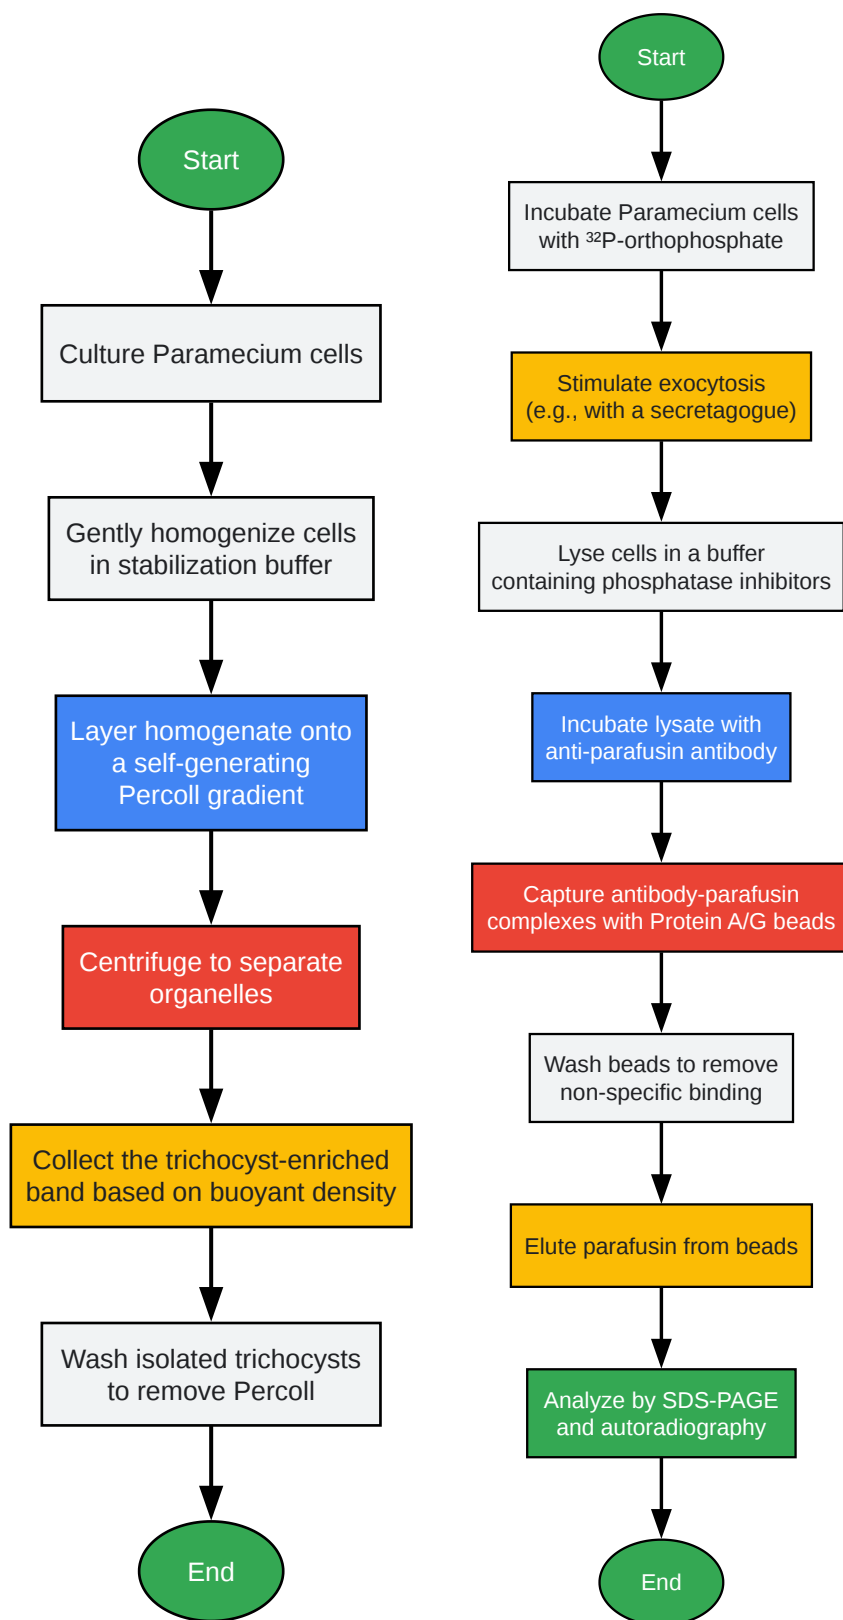 Start
Culture Paramecium cells
Gently homogenize cells
in stabilization buffer
Layer homogenate onto
a self-generating
Percoll gradient
Centrifuge to separate
organelles
Collect the trichocyst-enriched
band based on buoyant density
Wash isolated trichocysts
to remove Percoll
End
Start
Incubate Paramecium cells
with ³²P-orthophosphate
Stimulate exocytosis
(e.g., with a secretagogue)
Lyse cells in a buffer
containing phosphatase inhibitors
Incubate lysate with
anti-parafusin antibody
Capture antibody-parafusin
complexes with Protein A/G beads
Wash beads to remove
non-specific binding
Elute parafusin from beads
Analyze by SDS-PAGE
and autoradiography
End